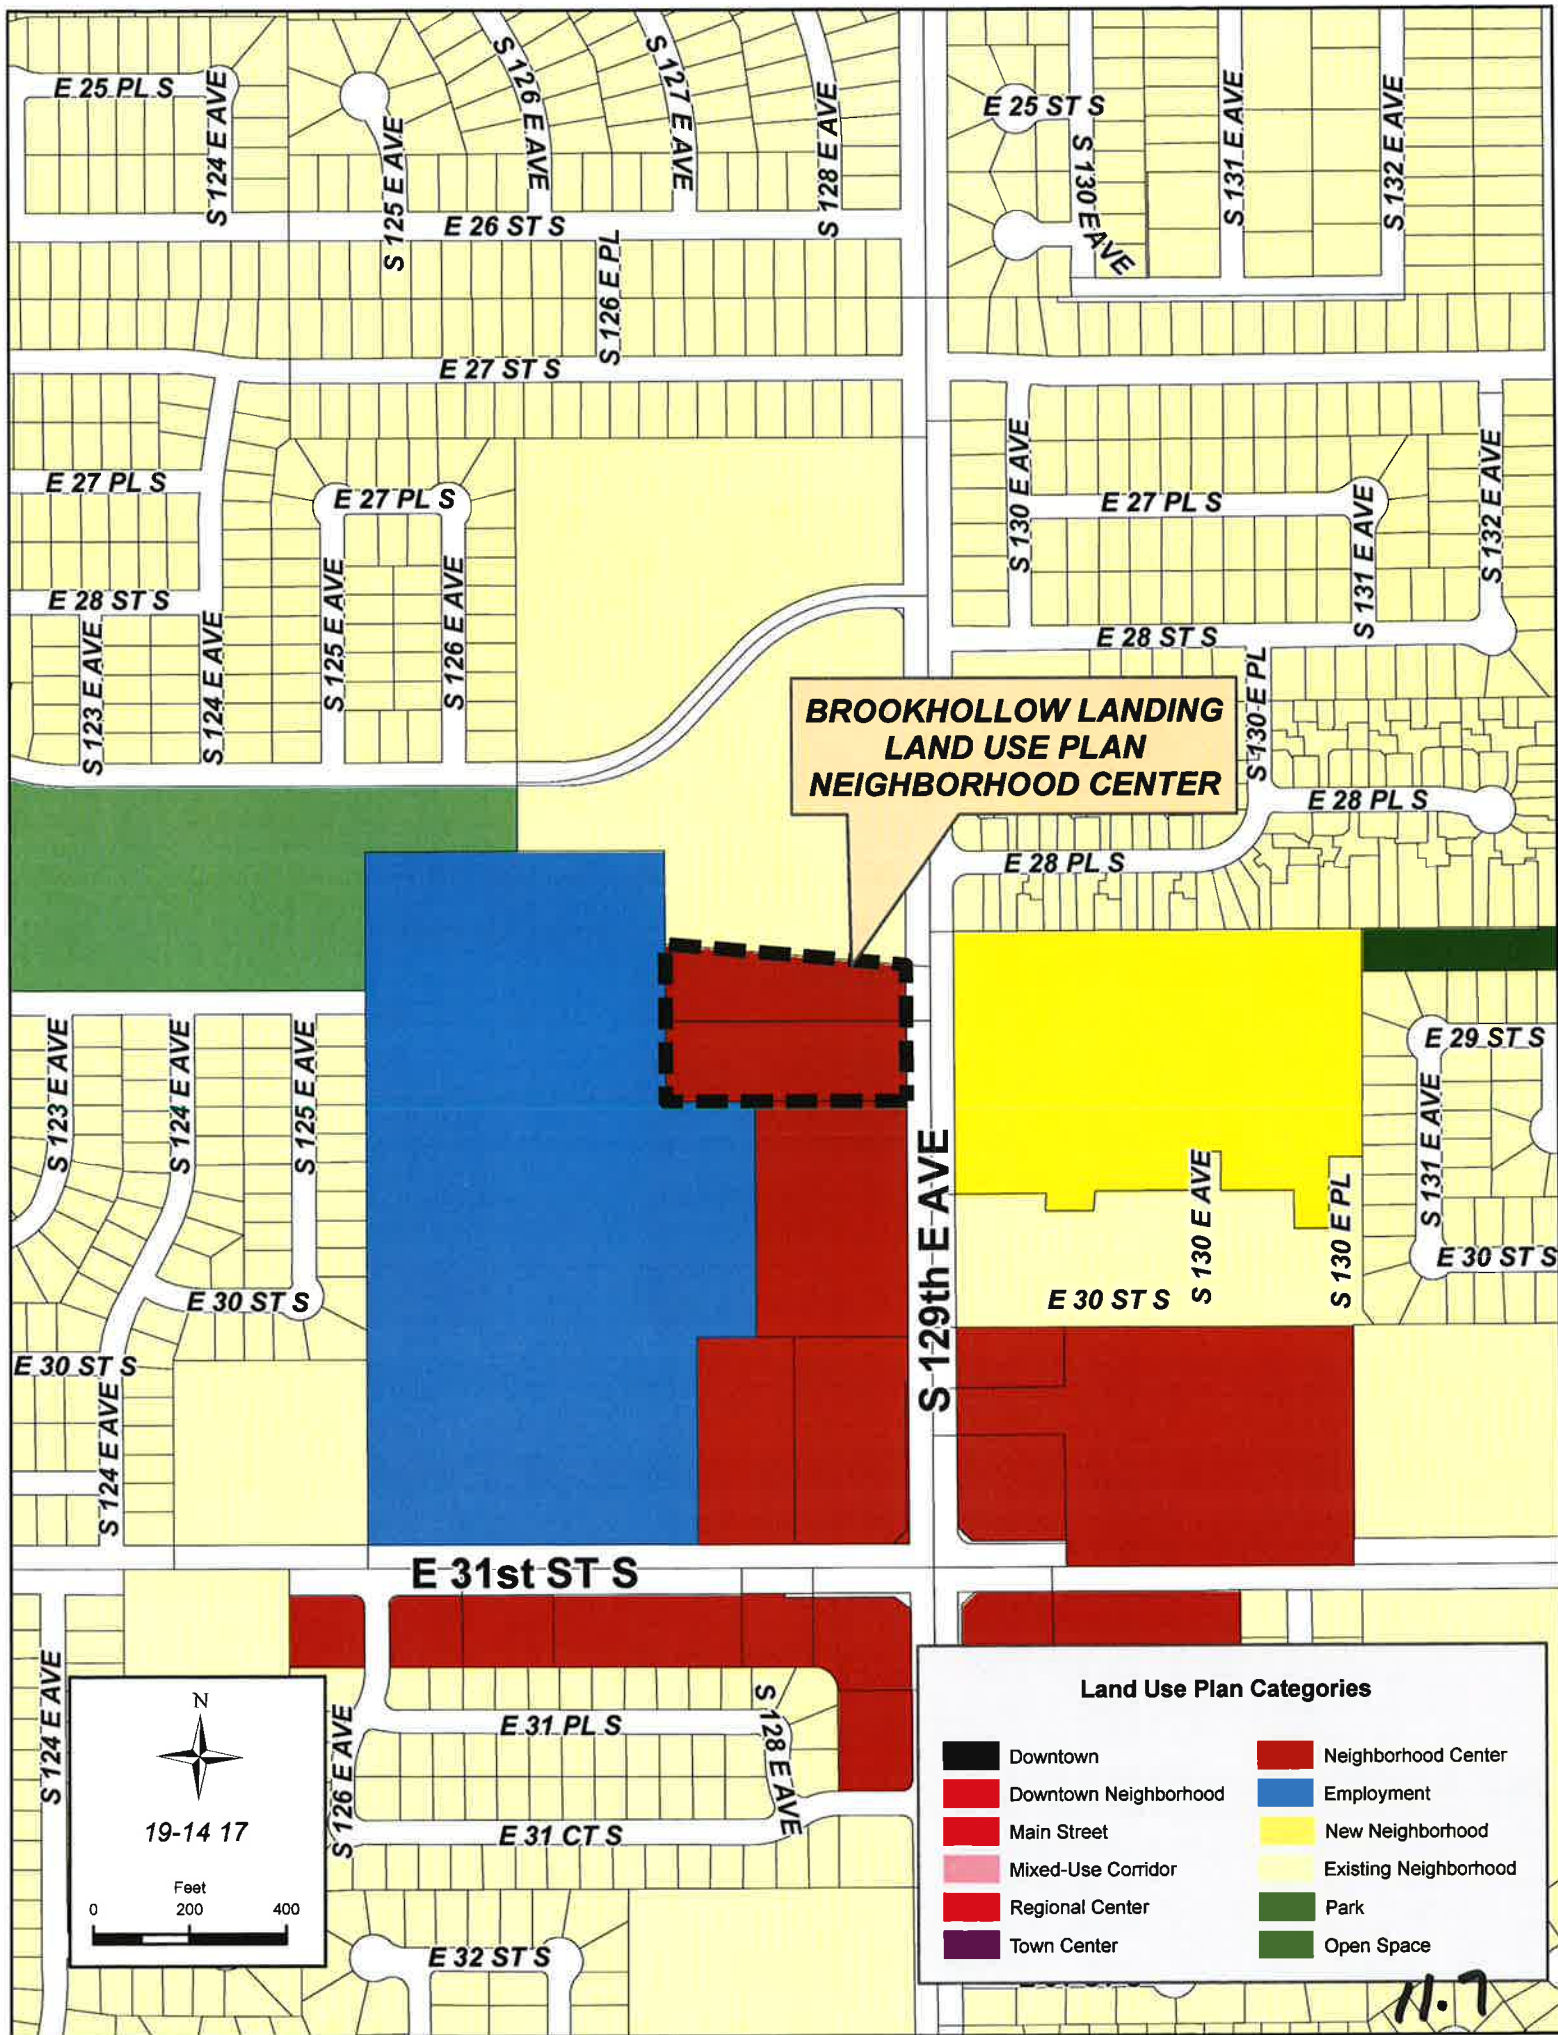 E 25 PL S
S 124 E AVE
S 125 E AVE
S 126 E AVE
S 127 E AVE
S 128 E AVE
E 25 ST S
S 130 E AVE
S 131 E AVE
S 132 E AVE
E 26 ST S
S 126 E PL
E 27 ST S
E 27 PL S
E 27 PL S
S 130 E AVE
E 27 PL S
S 131 E AVE
S 132 E AVE
E 28 ST S
S 123 E AVE
S 124 E AVE
S 125 E AVE
S 126 E AVE
E 28 ST S
S 130 E PL
BROOKHOLLOW LANDING
LAND USE PLAN
NEIGHBORHOOD CENTER
E 28 PL S
E 28 PL S
S 123 E AVE
S 124 E AVE
S 125 E AVE
E 29 ST S
S 131 E AVE
S 129th E AVE
S 130 E AVE
S 130 E PL
E 30 ST S
E 30 ST S
E 30 ST S
E 30 ST S
S 124 E AVE
E 31st ST S
S 124 E AVE
S 126 E AVE
E 31 PL S
S 128 E AVE
E 31 CT S
E 32 ST S
N
19-14 17
Feet
0 200 400
Land Use Plan Categories
Downtown
Downtown Neighborhood
Main Street
Mixed-Use Corridor
Regional Center
Town Center
Neighborhood Center
Employment
New Neighborhood
Existing Neighborhood
Park
Open Space
11.7